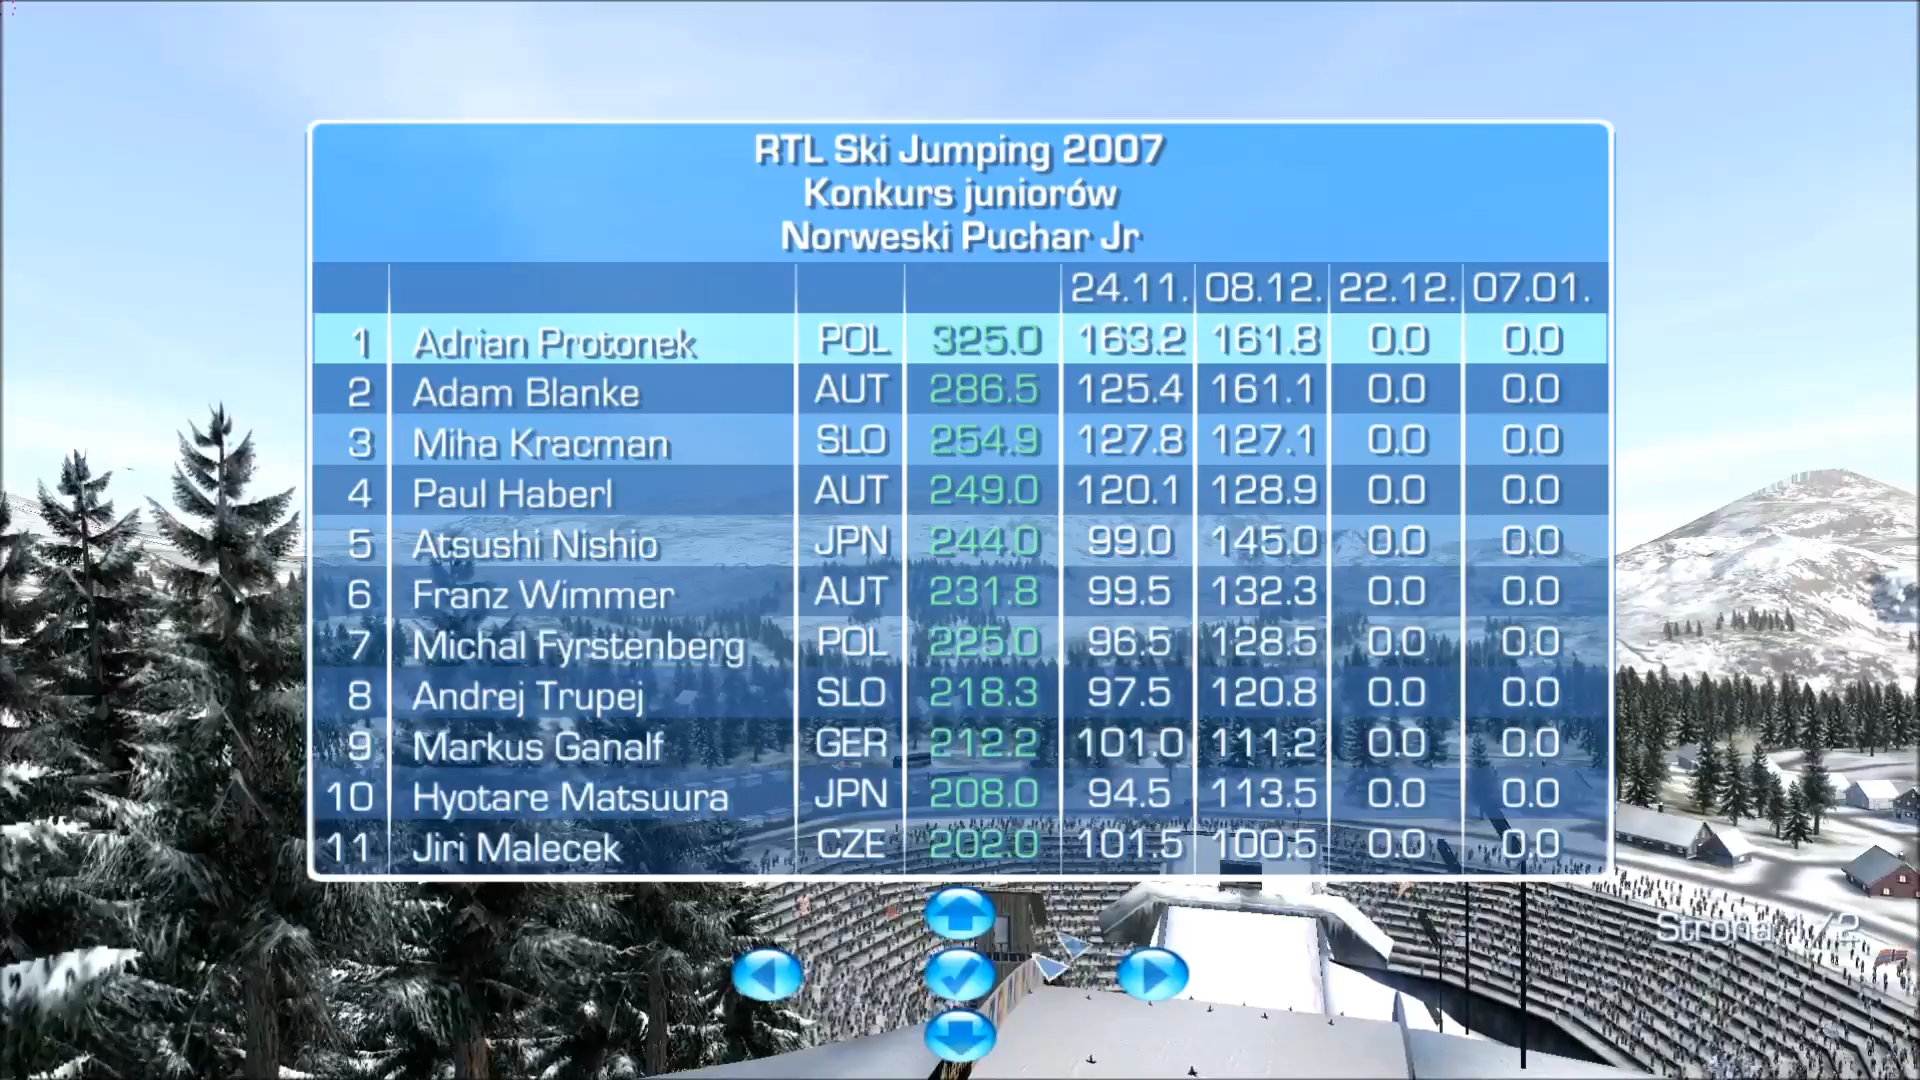 RTL Ski Jumping 2007
Konkurs juniorów
Norweski Puchar Jr
24.11. 08.12. 22.12. 07.01.
1 Adrian Protonek POL 325.0 163.2 161.8 0.0 0.0
2 Adam Blanke AUT 286.5 125.4 161.1 0.0 0.0
3 Miha Kracman SLO 254.9 127.8 127.1 0.0 0.0
4 Paul Haberl AUT 249.0 120.1 128.9 0.0 0.0
5 Atsushi Nishio JPN 244.0 99.0 145.0 0.0 0.0
6 Franz Wimmer AUT 231.8 99.5 132.3 0.0 0.0
7 Michal Fyrstenberg POL 225.0 96.5 128.5 0.0 0.0
8 Andrej Trupej SLO 218.3 97.5 120.8 0.0 0.0
9 Markus Ganalf GER 212.2 101.0 111.2 0.0 0.0
10 Hyotare Matsuura JPN 208.0 94.5 113.5 0.0 0.0
11 Jiri Malecek CZE 202.0 101.5 100.5 0.0 0.0
Strona 1/2